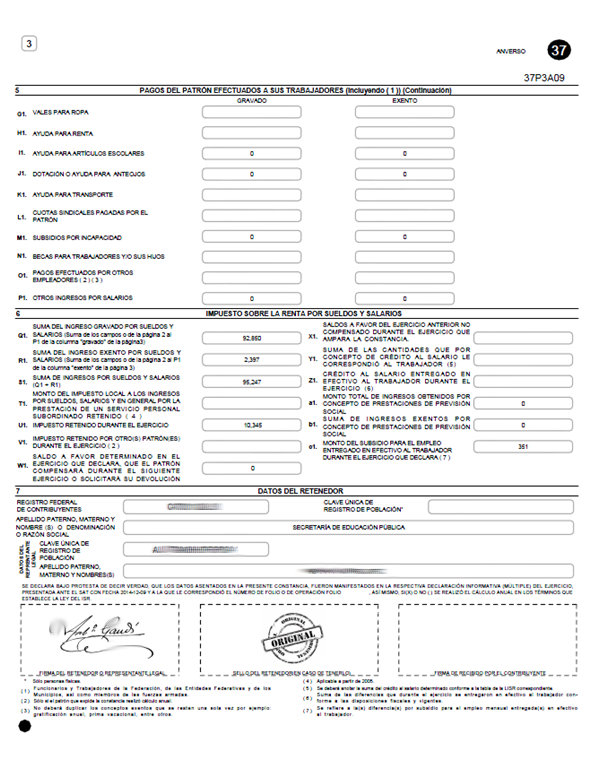 3
ANVERSO 37
37P3A09
5 PAGOS DEL PATRÓN EFECTUADOS A SUS TRABAJADORES (Incluyendo ( 1 )) (Continuación)
GRAVADO EXENTO
G1. VALES PARA ROPA
H1. AYUDA PARA RENTA
I1. AYUDA PARA ARTÍCULOS ESCOLARES 0 0
J1. DOTACIÓN O AYUDA PARA ANTEOJOS 0 0
K1. AYUDA PARA TRANSPORTE
L1. CUOTAS SINDICALES PAGADAS POR EL
PATRÓN
M1. SUBSIDIOS POR INCAPACIDAD 0 0
N1. BECAS PARA TRABAJADORES Y/O SUS HIJOS
O1. PAGOS EFECTUADOS POR OTROS
EMPLEADORES ( 2 ) ( 3 )
P1. OTROS INGRESOS POR SALARIOS 0 0
6 IMPUESTO SOBRE LA RENTA POR SUELDOS Y SALARIOS
Q1. SUMA DEL INGRESO GRAVADO POR SUELDOS Y
SALARIOS (Suma de los campos o de la página 2 al
P1 de la columna "gravado" de la página3) 92,850
R1. SUMA DEL INGRESO EXENTO POR SUELDOS Y
SALARIOS (Suma de los campos o de la página 2 al P1
de la columna "exento" de la página 3) 2,397
S1. SUMA DE INGRESOS POR SUELDOS Y SALARIOS
(Q1 + R1) 95,247
T1. MONTO DEL IMPUESTO LOCAL A LOS INGRESOS
POR SUELDOS, SALARIOS Y EN GENERAL POR LA
PRESTACIÓN DE UN SERVICIO PERSONAL
SUBORDINADO RETENIDO ( 4 )
U1. IMPUESTO RETENIDO DURANTE EL EJERCICIO 10,345
V1. IMPUESTO RETENIDO POR OTRO(S) PATRÓN(ES)
DURANTE EL EJERCICIO ( 2 )
W1. SALDO A FAVOR DETERMINADO EN EL
EJERCICIO QUE DECLARA, QUE EL PATRÓN
COMPENSARÁ DURANTE EL SIGUIENTE
EJERCICIO O SOLICITARÁ SU DEVOLUCIÓN 0
X1. SALDOS A FAVOR DEL EJERCICIO ANTERIOR NO
COMPENSADO DURANTE EL EJERCICIO QUE
AMPARA LA CONSTANCIA.
Y1. SUMA DE LAS CANTIDADES QUE POR
CONCEPTO DE CRÉDITO AL SALARIO LE
CORRESPONDIÓ AL TRABAJADOR (5)
Z1. CRÉDITO AL SALARIO ENTREGADO EN
EFECTIVO AL TRABAJADOR DURANTE EL
EJERCICIO (6)
a1. MONTO TOTAL DE INGRESOS OBTENIDOS POR
CONCEPTO DE PRESTACIONES DE PREVISIÓN
SOCIAL 0
b1. SUMA DE INGRESOS EXENTOS POR
CONCEPTO DE PRESTACIONES DE PREVISIÓN
SOCIAL 0
c1. MONTO DEL SUBSIDIO PARA EL EMPLEO
ENTREGADO EN EFECTIVO AL TRABAJADOR
DURANTE EL EJERCICIO QUE DECLARA ( 7 ) 351
7 DATOS DEL RETENEDOR
REGISTRO FEDERAL
DE CONTRIBUYENTES
CLAVE ÚNICA DE
REGISTRO DE POBLACIÓN*
APELLIDO PATERNO, MATERNO Y
NOMBRE (S) O DENOMINACIÓN
O RAZÓN SOCIAL SECRETARÍA DE EDUCACIÓN PÚBLICA
DATOS DEL
REPRESENTANTE
LEGAL
CLAVE ÚNICA DE
REGISTRO DE
POBLACIÓN
APELLIDO PATERNO,
MATERNO Y NOMBRES(S)
SE DECLARA BAJO PROTESTA DE DECIR VERDAD, QUE LOS DATOS ASENTADOS EN LA PRESENTE CONSTANCIA, FUERON MANIFESTADOS EN LA RESPECTIVA DECLARACIÓN INFORMATIVA (MÚLTIPLE) DEL EJERCICIO,
PRESENTADA ANTE EL SAT CON FECHA 2014-12-09 Y A LA QUE LE CORRESPONDIÓ EL NÚMERO DE FOLIO O DE OPERACIÓN FOLIO , ASÍ MISMO, SI(X) O NO ( ) SE REALIZÓ EL CÁLCULO ANUAL EN LOS TÉRMINOS QUE
ESTABLECE LA LEY DEL ISR.
ORIGINAL
ORIGINAL
FIRMA DEL RETENEDOR O REPRESENTANTE LEGAL
SELLO DEL RETENEDOR(EN CASO DE TENERLO)
FIRMA DE RECIBIDO POR EL CONTRIBUYENTE
* Sólo personas físicas.
(1) Funcionarios y Trabajadores de la Federación, de las Entidades Federativas y de los
Municipios, así como miembros de las fuerzas armadas.
(2) Sólo si el patrón que expide la constancia realizó cálculo anual.
(3) No deberá duplicar los conceptos exentos que se restan una sola vez por ejemplo:
gratificación anual, prima vacacional, entre otros.
(4) Aplicable a partir de 2006.
(5) Se deberá anotar la suma del crédito al salario determinado conforme a la tabla de la LISR correspondiente.
(6) Suma de las diferencias que durante el ejercicio se entregaron en efectivo al trabajador con-
forme a las disposiciones fiscales y vigentes.
(7) Se refiere a la(s) diferencia(s) por subsidio para el empleo mensual entregada(s) en efectivo
al trabajador.